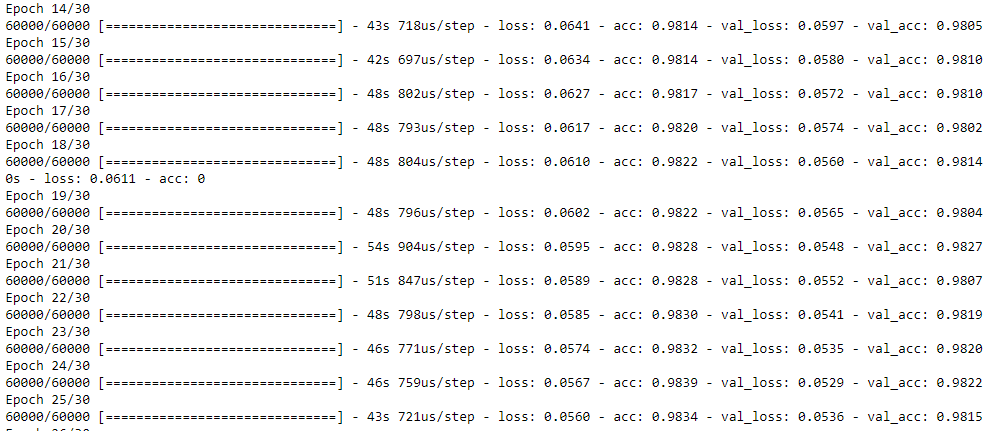 Epoch 14/30
60000/60000 [==============================] - 43s 718us/step - loss: 0.0641 - acc: 0.9814 - val_loss: 0.0597 - val_acc: 0.9805
Epoch 15/30
60000/60000 [==============================] - 42s 697us/step - loss: 0.0634 - acc: 0.9814 - val_loss: 0.0580 - val_acc: 0.9810
Epoch 16/30
60000/60000 [==============================] - 48s 802us/step - loss: 0.0627 - acc: 0.9817 - val_loss: 0.0572 - val_acc: 0.9810
Epoch 17/30
60000/60000 [==============================] - 48s 793us/step - loss: 0.0617 - acc: 0.9820 - val_loss: 0.0574 - val_acc: 0.9802
Epoch 18/30
60000/60000 [==============================] - 48s 804us/step - loss: 0.0610 - acc: 0.9822 - val_loss: 0.0560 - val_acc: 0.9814
0s - loss: 0.0611 - acc: 0
Epoch 19/30
60000/60000 [==============================] - 48s 796us/step - loss: 0.0602 - acc: 0.9822 - val_loss: 0.0565 - val_acc: 0.9804
Epoch 20/30
60000/60000 [==============================] - 54s 904us/step - loss: 0.0595 - acc: 0.9828 - val_loss: 0.0548 - val_acc: 0.9827
Epoch 21/30
60000/60000 [==============================] - 51s 847us/step - loss: 0.0589 - acc: 0.9828 - val_loss: 0.0552 - val_acc: 0.9807
Epoch 22/30
60000/60000 [==============================] - 48s 798us/step - loss: 0.0585 - acc: 0.9830 - val_loss: 0.0541 - val_acc: 0.9819
Epoch 23/30
60000/60000 [==============================] - 46s 771us/step - loss: 0.0574 - acc: 0.9832 - val_loss: 0.0535 - val_acc: 0.9820
Epoch 24/30
60000/60000 [==============================] - 46s 759us/step - loss: 0.0567 - acc: 0.9839 - val_loss: 0.0529 - val_acc: 0.9822
Epoch 25/30
60000/60000 [==============================] - 43s 721us/step - loss: 0.0560 - acc: 0.9834 - val_loss: 0.0536 - val_acc: 0.9815